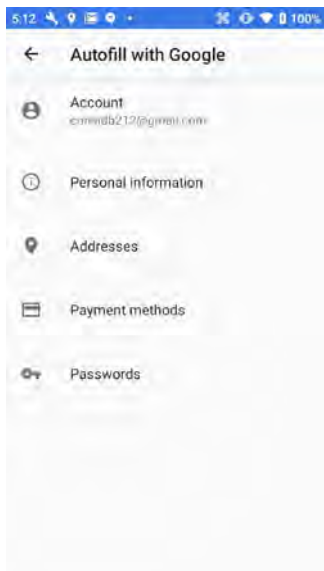 5:12 100%
Autofill with Google
Account
Personal information
Addresses
Payment methods
Passwords